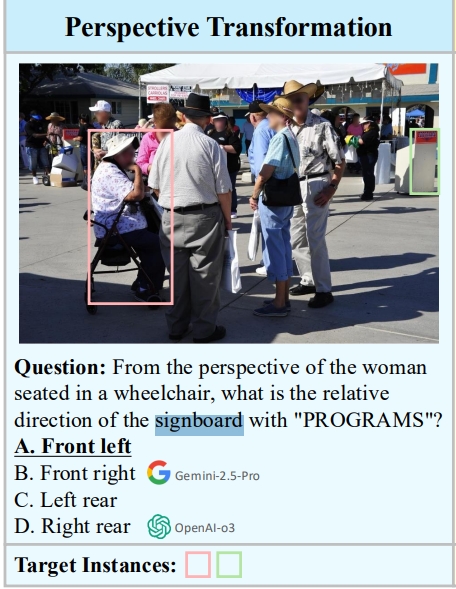 Perspective Transformation
Question: From the perspective of the woman
seated in a wheelchair, what is the relative
direction of the signboard with "PROGRAMS"?
A. Front left
B. Front right
Gemini-2.5-Pro
C. Left rear
D. Right rear
OpenAI-o3
Target Instances: